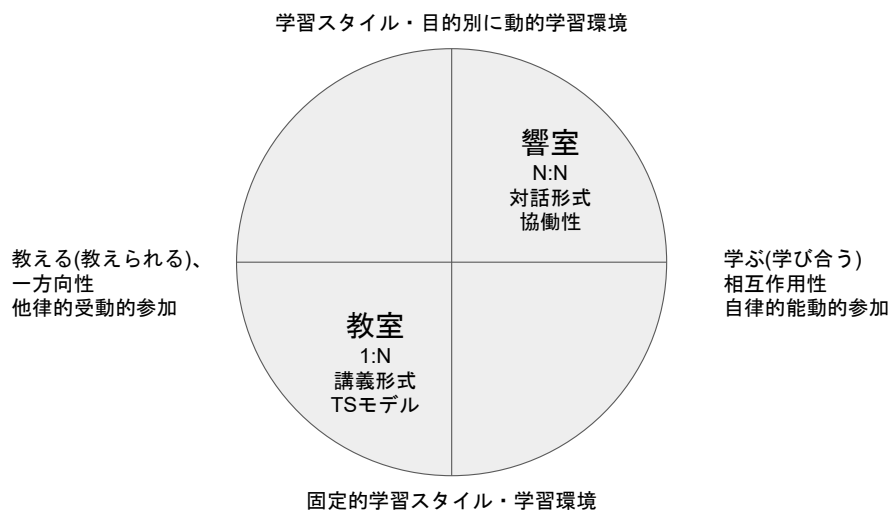 学習スタイル・目的別に動的学習環境
響室
N:N
対話形式
協働性
教える(教えられる)、
一方向性
他律的受動的参加
学ぶ(学び合う)
相互作用性
自律的能動的参加
教室
1:N
講義形式
TSモデル
固定的学習スタイル・学習環境